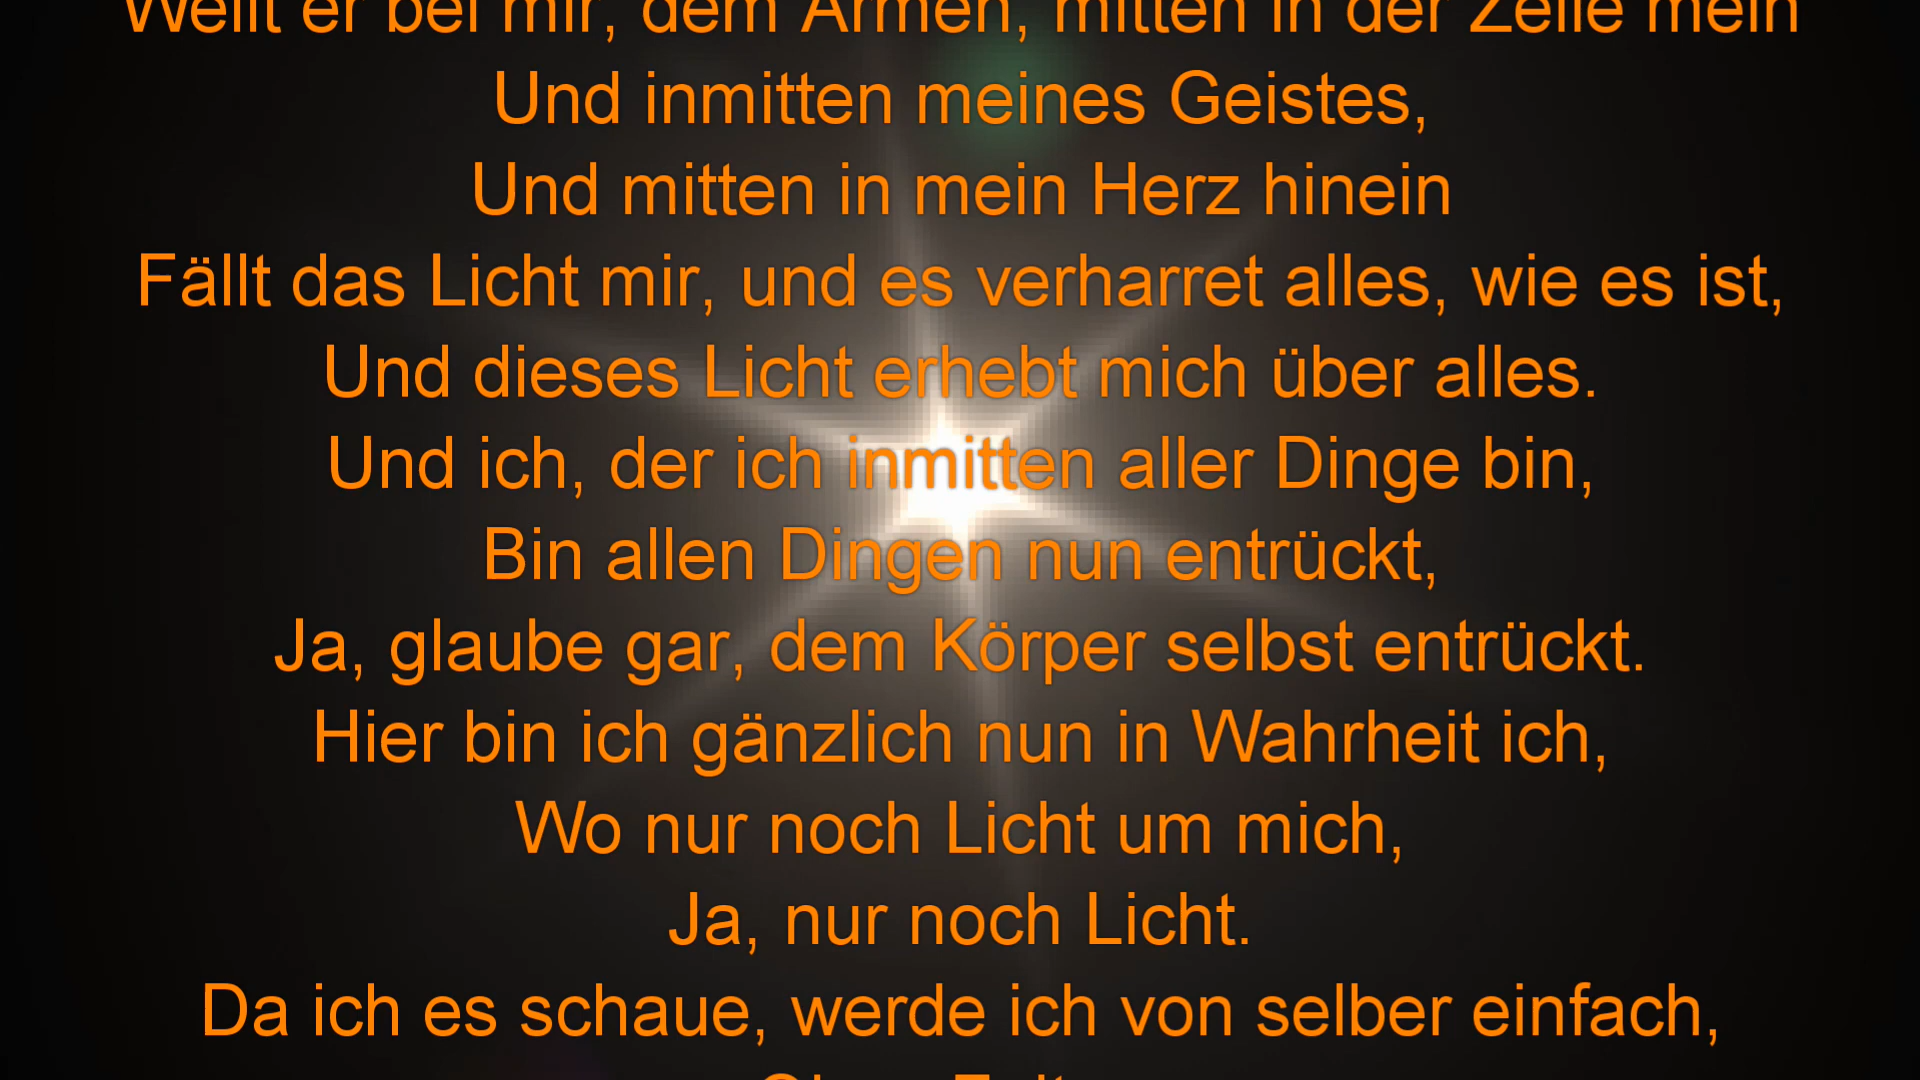 Weilt er bei mir, dem Armen, mitten in der Zelle mein
Und inmitten meines Geistes,
Und mitten in mein Herz hinein
Fällt das Licht mir, und es verharret alles, wie es ist,
Und dieses Licht erhebt mich über alles.
Und ich, der ich inmitten aller Dinge bin,
Bin allen Dingen nun entrückt,
Ja, glaube gar, dem Körper selbst entrückt.
Hier bin ich gänzlich nun in Wahrheit ich,
Wo nur noch Licht um mich,
Ja, nur noch Licht.
Da ich es schaue, werde ich von selber einfach,